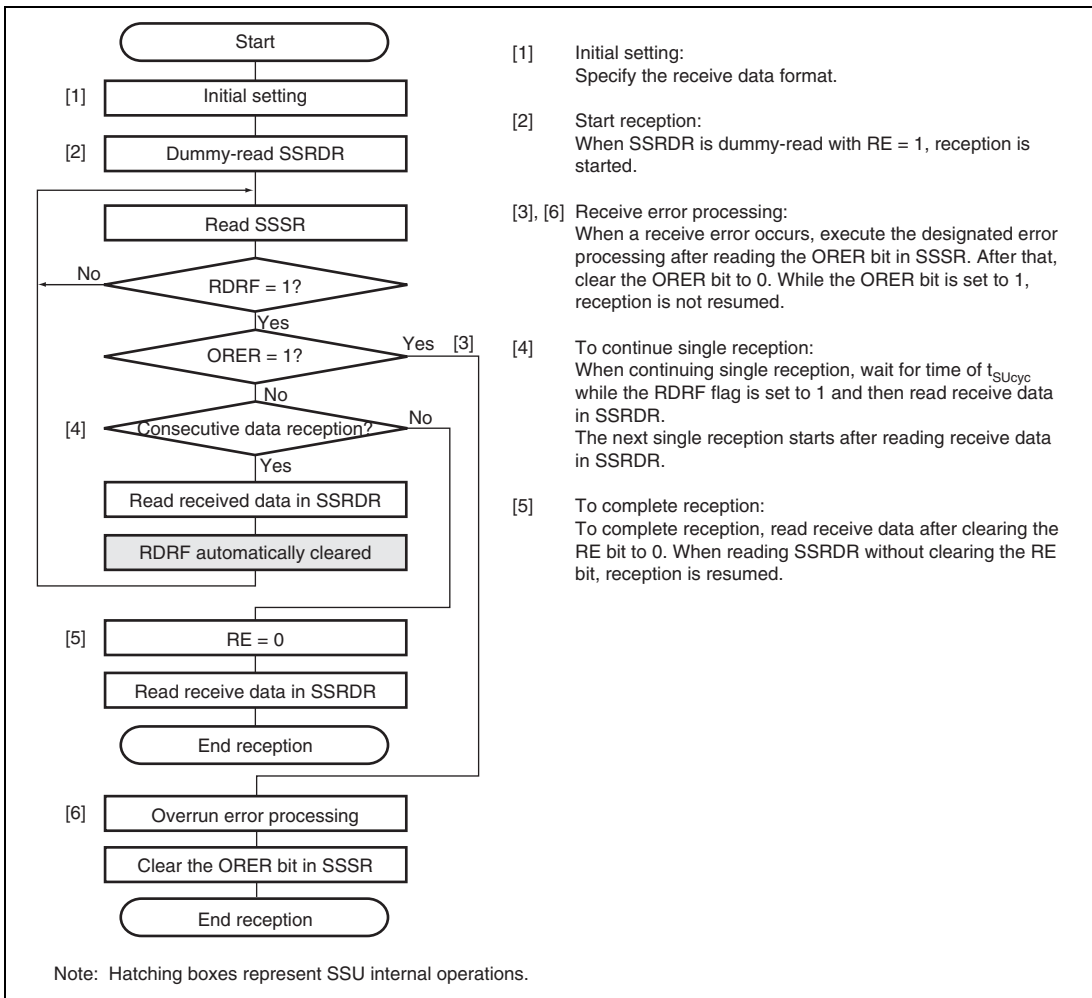 Start
[1] Initial setting
[2] Dummy-read SSRDR
Read SSSR
No
RDRF = 1?
Yes
ORER = 1?
Yes [3]
No
[4] Consecutive data reception?
No
Yes
Read received data in SSRDR
RDRF automatically cleared
[5] RE = 0
Read receive data in SSRDR
End reception
[6] Overrun error processing
Clear the ORER bit in SSSR
End reception
[1] Initial setting:
Specify the receive data format.
[2] Start reception:
When SSRDR is dummy-read with RE = 1, reception is
started.
[3], [6] Receive error processing:
When a receive error occurs, execute the designated error
processing after reading the ORER bit in SSSR. After that,
clear the ORER bit to 0. While the ORER bit is set to 1,
reception is not resumed.
[4] To continue single reception:
When continuing single reception, wait for time of tSUcyc
while the RDRF flag is set to 1 and then read receive data
in SSRDR.
The next single reception starts after reading receive data
in SSRDR.
[5] To complete reception:
To complete reception, read receive data after clearing the
RE bit to 0. When reading SSRDR without clearing the RE
bit, reception is resumed.
Note: Hatching boxes represent SSU internal operations.